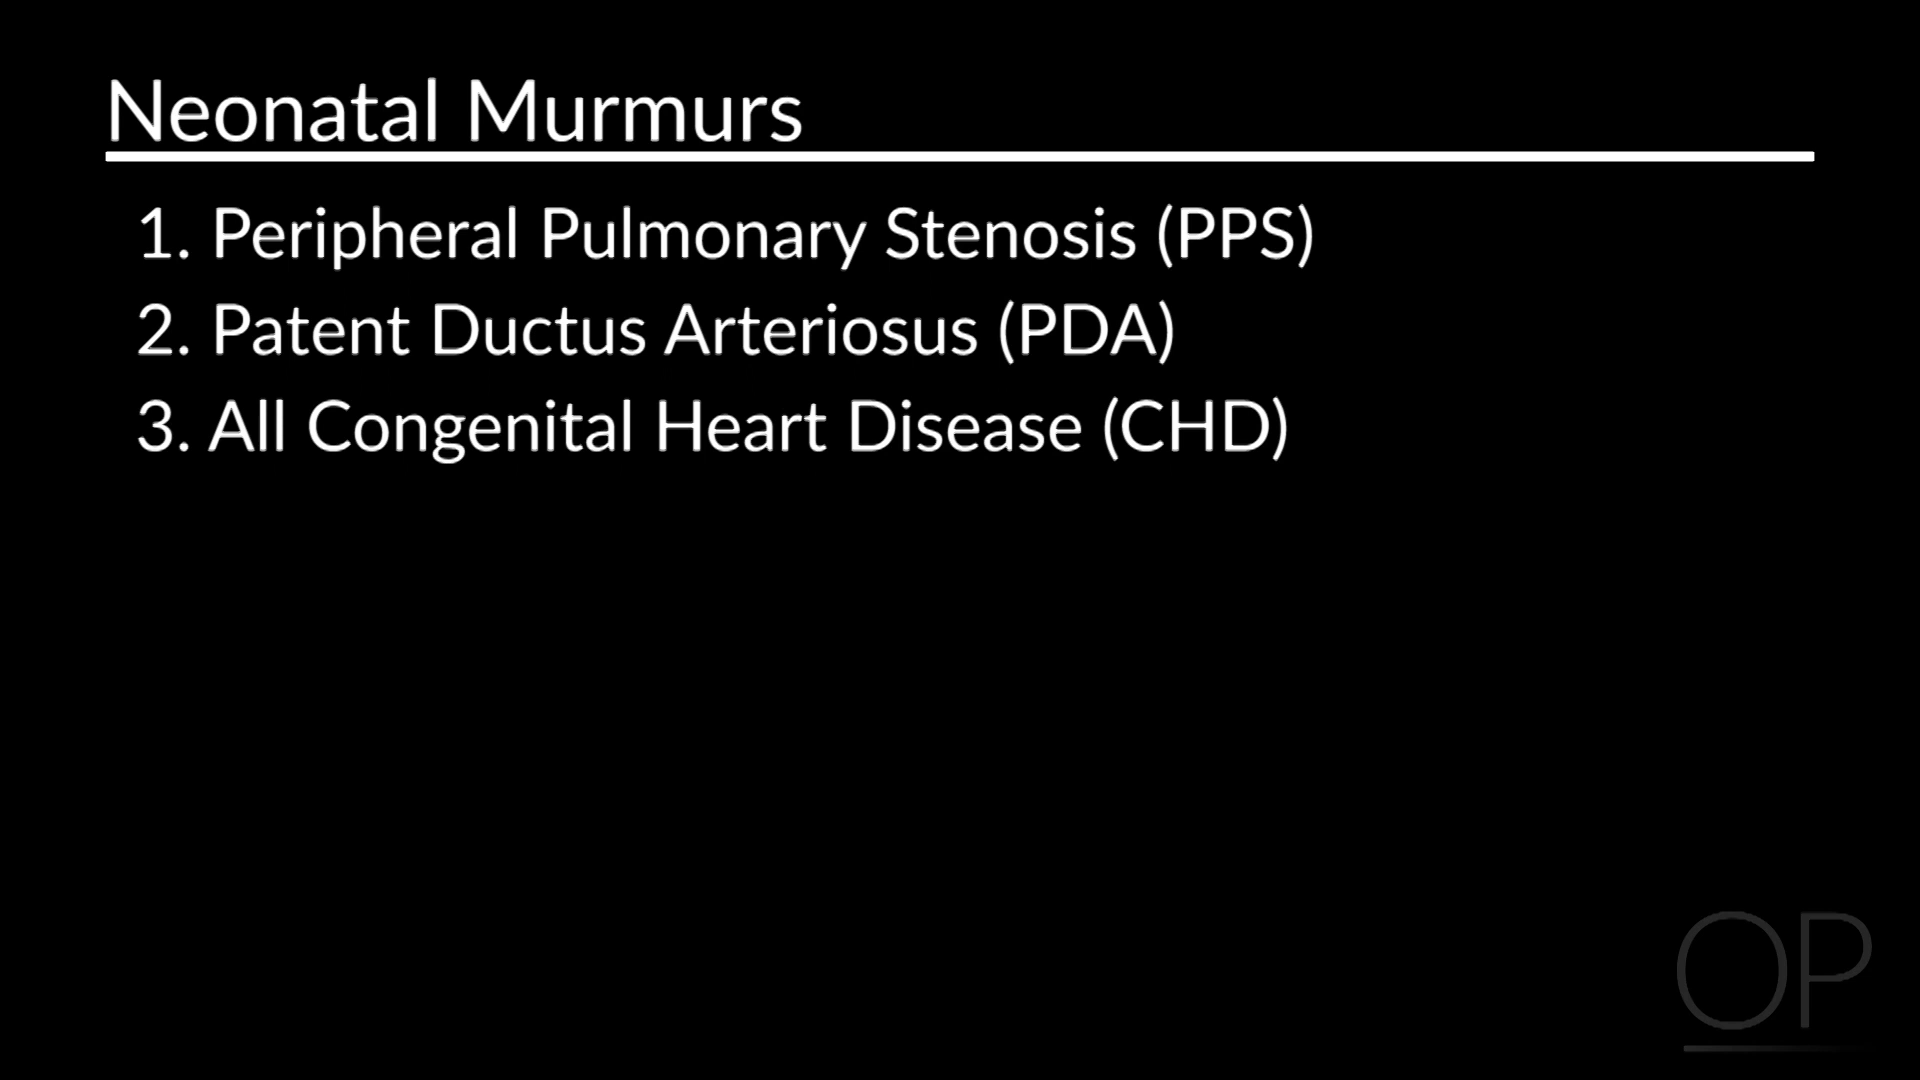 Neonatal Murmurs
1. Peripheral Pulmonary Stenosis (PPS)
2. Patent Ductus Arteriosus (PDA)
3. All Congenital Heart Disease (CHD)
OP